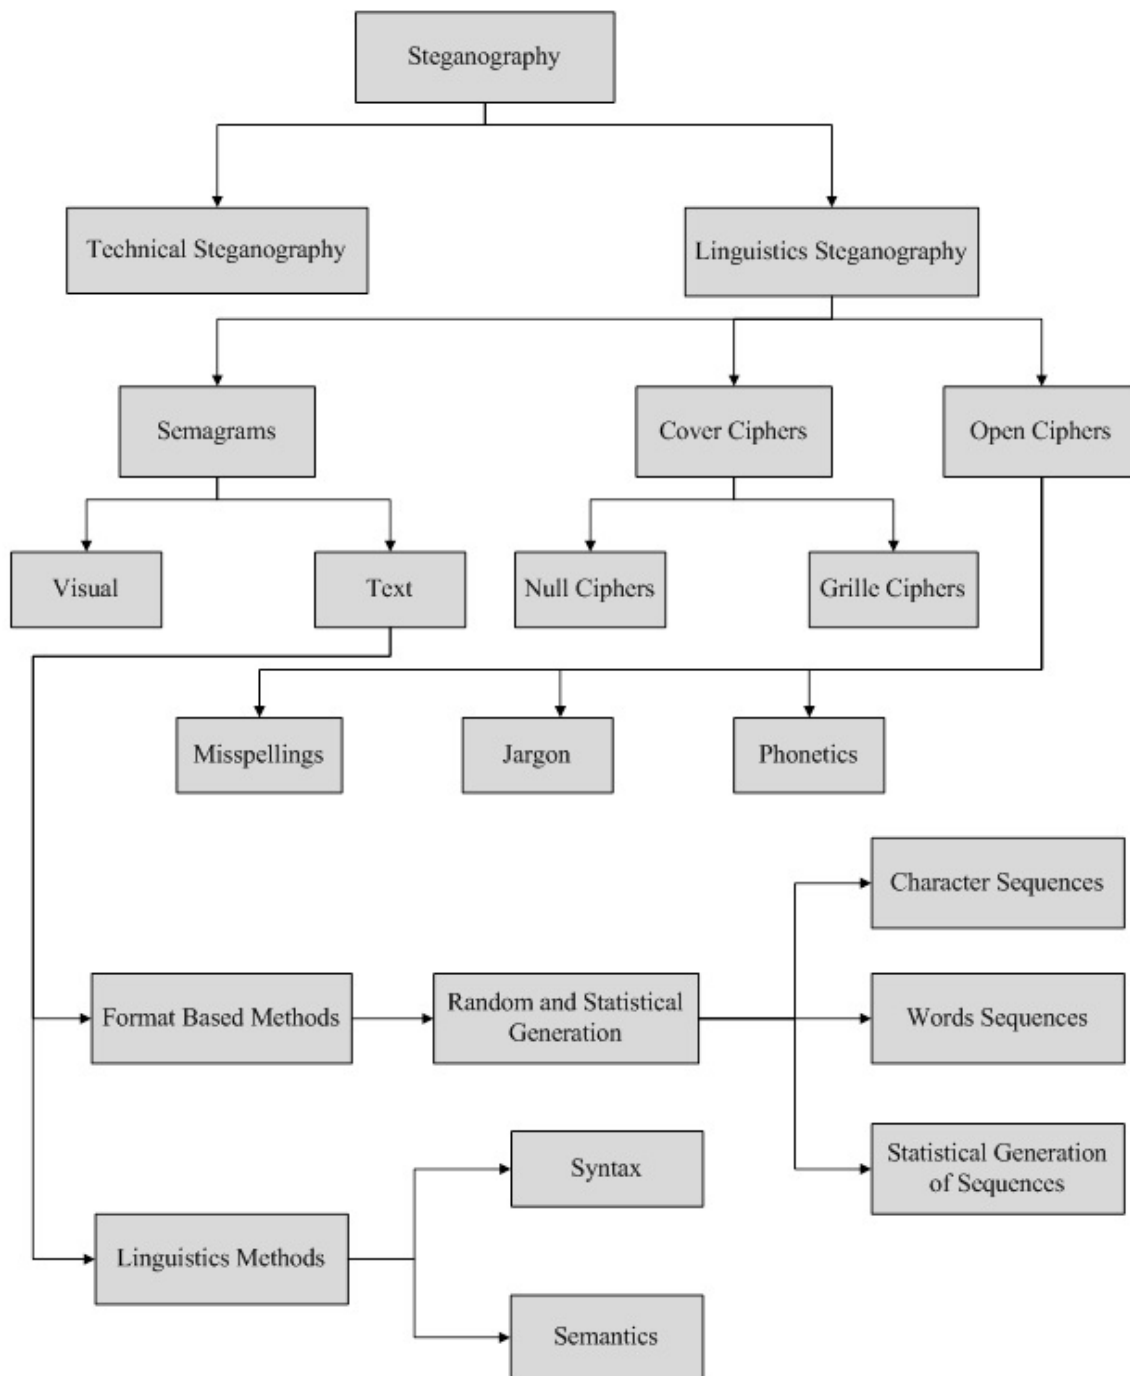 Steganography
Technical Steganography
Linguistics Steganography
Semagrams
Cover Ciphers
Open Ciphers
Visual
Text
Null Ciphers
Grille Ciphers
Misspellings
Jargon
Phonetics
Character Sequences
Format Based Methods
Random and Statistical
Generation
Words Sequences
Statistical Generation
of Sequences
Syntax
Linguistics Methods
Semantics